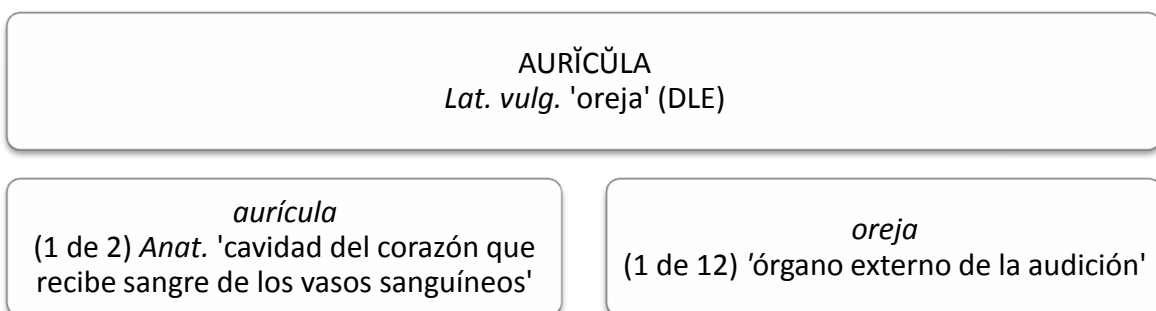 AURĬCŬLA
Lat. vulg. 'oreja' (DLE)
aurícula
(1 de 2) Anat. 'cavidad del corazón que
recibe sangre de los vasos sanguíneos'
oreja
(1 de 12) 'órgano externo de la audición'